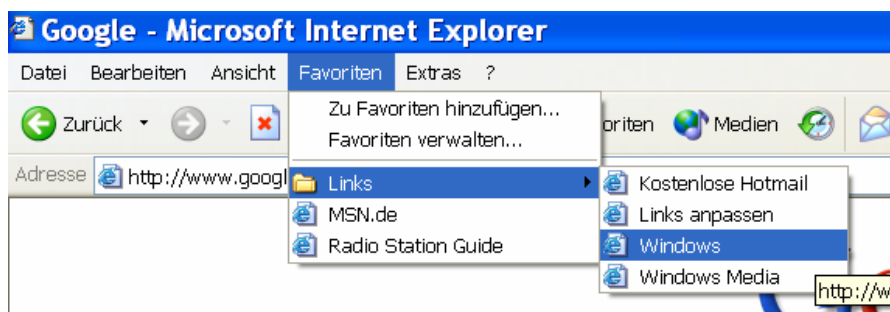 Google - Microsoft Internet Explorer
Datei Bearbeiten Ansicht Favoriten Extras ?
Zurück
Zu Favoriten hinzufügen...
Favoriten verwalten...
oriten Medien
Adresse http://www.googl
Links
MSN.de
Radio Station Guide
Kostenlose Hotmail
Links anpassen
Windows
Windows Media
http://w